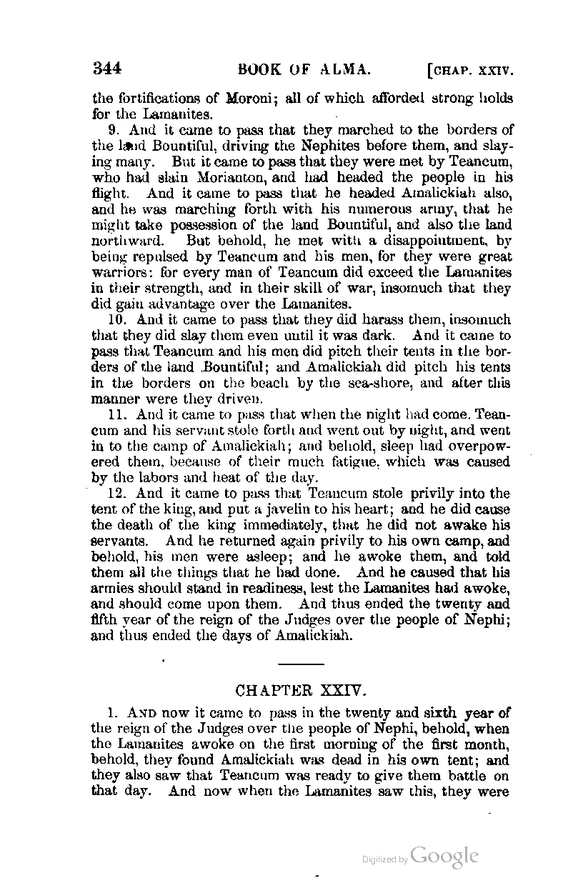 344 BOOK OF ALMA. [CHAP. XXIV.
the fortifications of Moroni; all of which afforded strong holds
for the Lamanites.
9. And it came to pass that they marched to the borders of
the land Bountiful, driving the Nephites before them, and slay-
ing many. But it came to pass that they were met by Teancum,
who had slain Morianton, and had headed the people in his
flight. And it came to pass that he headed Amalickiah also,
and he was marching forth with his numerous army, that he
might take possession of the land Bountiful, and also the land
northward. But behold, he met with a disappointment, by
being repulsed by Teancum and his men, for they were great
warriors: for every man of Teancum did exceed the Lamanites
in their strength, and in their skill of war, insomuch that they
did gain advantage over the Lamanites.
10. And it came to pass that they did harass them, insomuch
that they did slay them even until it was dark. And it came to
pass that Teancum and his men did pitch their tents in the bor-
ders of the land Bountiful; and Amalickiah did pitch his tents
in the borders on the beach by the sea-shore, and after this
manner were they driven.
11. And it came to pass that when the night had come, Tean-
cum and his servant stole forth and went out by night, and went
in to the camp of Amalickiah; and behold, sleep had overpow-
ered them, because of their much fatigue, which was caused
by the labors and heat of the day.
12. And it came to pass that Teancum stole privily into the
tent of the king, and put a javelin to his heart; and he did cause
the death of the king immediately, that he did not awake his
servants. And he returned again privily to his own camp, and
behold, his men were asleep; and he awoke them, and told
them all the things that he had done. And he caused that his
armies should stand in readiness, lest the Lamanites had awoke,
and should come upon them. And thus ended the twenty and
fifth year of the reign of the Judges over the people of Nephi;
and thus ended the days of Amalickiah.
CHAPTER XXIV.
1. AND now it came to pass in the twenty and sixth year of
the reign of the Judges over the people of Nephi, behold, when
the Lamanites awoke on the first morning of the first month,
behold, they found Amalickiah was dead in his own tent; and
they also saw that Teancum was ready to give them battle on
that day. And now when the Lamanites saw this, they were
Digitized by Google